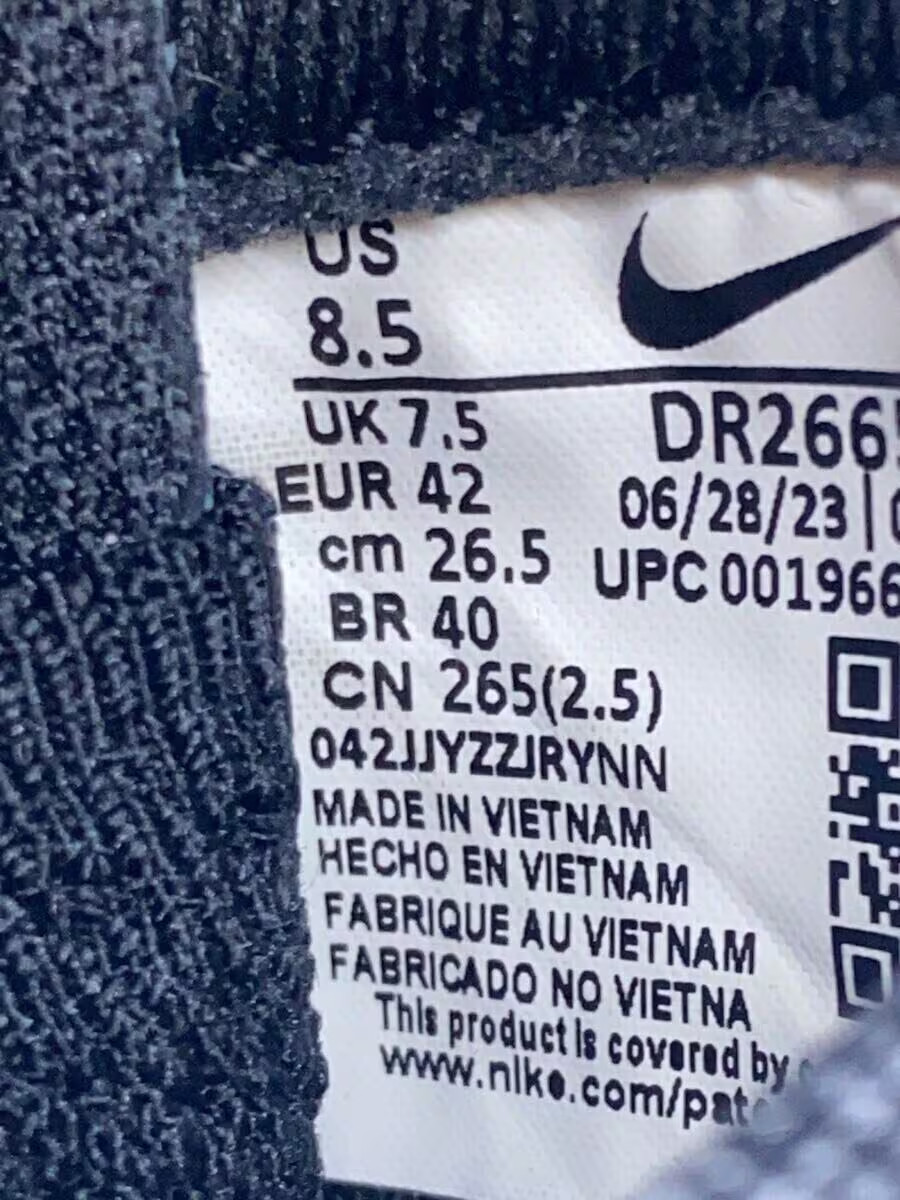 US
8.5
UK 7.5
EUR 42
cm 26.5
BR 40
CN 265(2.5)
042JJYZZJRYNN
MADE IN VIETNAM
HECHO EN VIETNAM
FABRIQUE AU VIETNAM
FABRICADO NO VIETNA
This product is covered by
www.nike.com/pat
DR266
06/28/23 |
UPC 001966